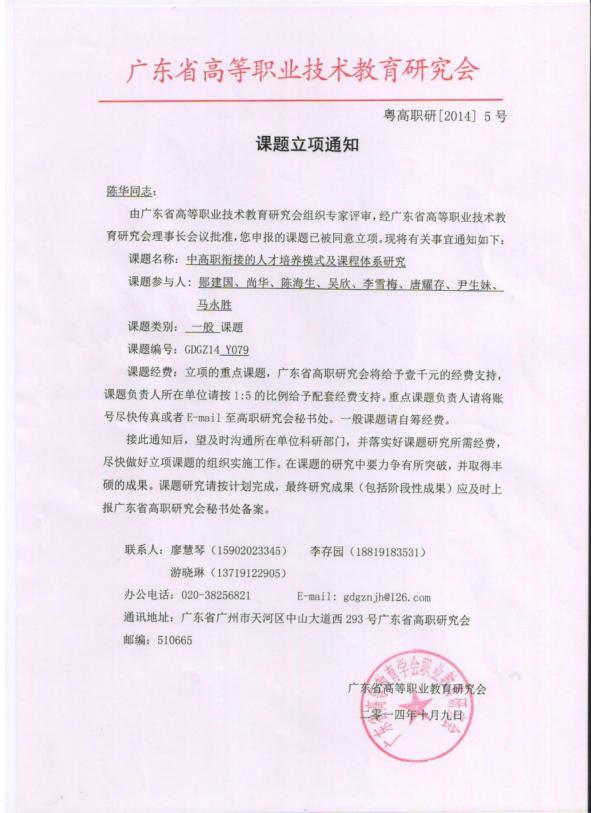 广东省高等职业技术教育研究会
粤高职研[2014] 5 号
课题立项通知
陈华同志：
由广东省高等职业技术教育研究会组织专家评审，经广东省高等职业技术教
育研究会理事长会议批准，您申报的课题已被同意立项。现将有关事宜通知如下：
课题名称：中高职衔接的人才培养模式及课程体系研究
课题参与人：郧建国、尚华、陈海生、吴欣、李雪梅、唐耀存、尹生妹、
马永胜
课题类别：一般 课题
课题编号：GDGZ14 Y079
课题经费：立项的重点课题，广东省高职研究会将给予壹千元的经费支持，
课题负责人所在单位请按 1:5 的比例给予配套经费支持。重点课题负责人请将账
号尽快传真或者 E-mail 至高职研究会秘书处。一般课题请自筹经费。
接此通知后，望及时沟通所在单位科研部门，并落实好课题研究所需经费，
尽快做好立项课题的组织实施工作。在课题的研究中要力争有所突破，并取得丰
硕的成果。课题研究请按计划完成，最终研究成果（包括阶段性成果）应及时上
报广东省高职研究会秘书处备案。
联系人：廖慧琴（15902023345） 李存园（18819183531）
游晓琳（13719122905）
办公电话：020-38256821 E-mail: gdgznjh@126.com
通讯地址：广东省广州市天河区中山大道西 293 号广东省高职研究会
邮编：510665
广东省高等职业教育研究会
二零一四年十月九日